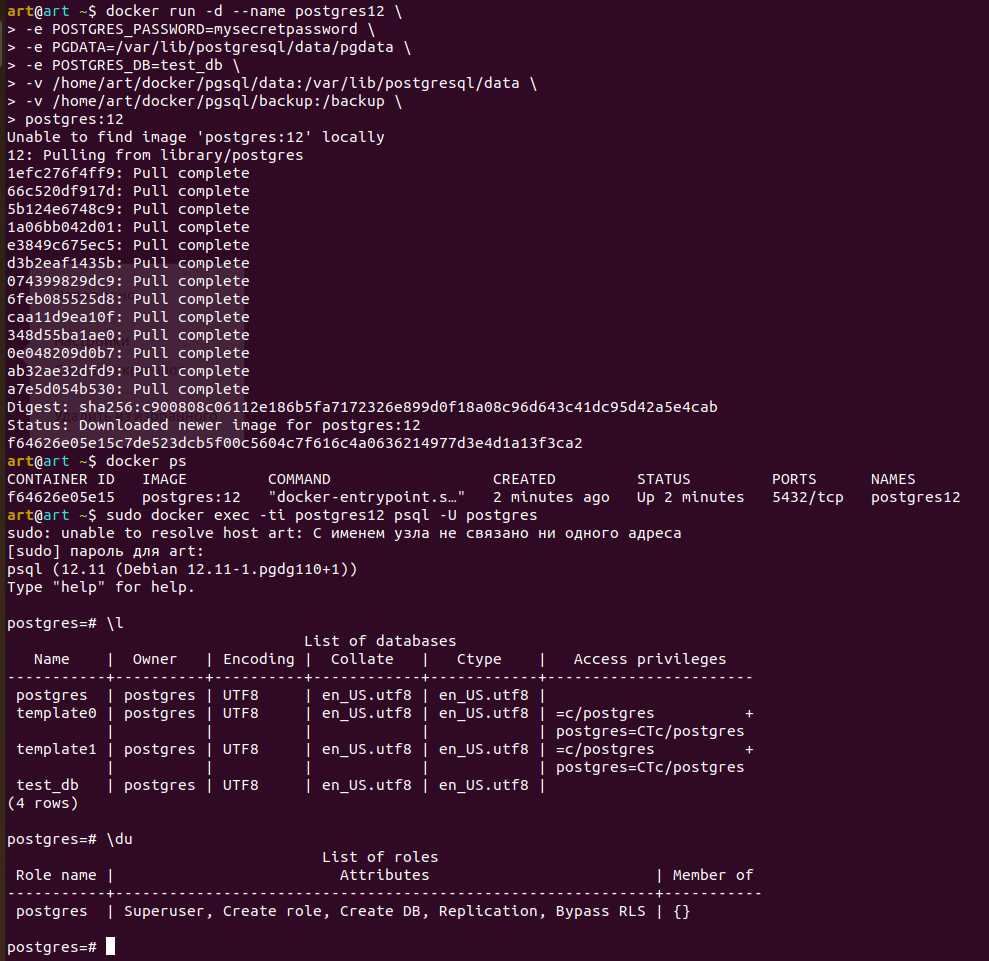 art@art ~$ docker run -d --name postgres12 \
> -e POSTGRES_PASSWORD=mysecretpassword \
> -e PGDATA=/var/lib/postgresql/data/pgdata \
> -e POSTGRES_DB=test_db \
> -v /home/art/docker/pgsql/data:/var/lib/postgresql/data \
> -v /home/art/docker/pgsql/backup:/backup \
> postgres:12
Unable to find image 'postgres:12' locally
12: Pulling from library/postgres
1efc276f4ff9: Pull complete
66c520df917d: Pull complete
5b124e6748c9: Pull complete
1a06bb042d01: Pull complete
e3849c675ec5: Pull complete
d3b2eaf1435b: Pull complete
074399829dc9: Pull complete
6feb085525d8: Pull complete
caa11d9ea10f: Pull complete
348d55ba1ae0: Pull complete
0e048209d0b7: Pull complete
ab32ae32dfd9: Pull complete
a7e5d054b530: Pull complete
Digest: sha256:c900808c06112e186b5fa7172326e899d0f18a08c96d643c41dc95d42a5e4cab
Status: Downloaded newer image for postgres:12
f64626e05e15c7de523dcb5f00c5604c7f616c4a0636214977d3e4d1a13f3ca2
art@art ~$ docker ps
CONTAINER ID   IMAGE         COMMAND                  CREATED         STATUS         PORTS      NAMES
f64626e05e15   postgres:12   "docker-entrypoint.s…"   2 minutes ago   Up 2 minutes   5432/tcp   postgres12
art@art ~$ sudo docker exec -ti postgres12 psql -U postgres
sudo: unable to resolve host art: С именем узла не связано ни одного адреса
[sudo] пароль для art:
psql (12.11 (Debian 12.11-1.pgdg110+1))
Type "help" for help.

postgres=# \l
                                 List of databases
   Name    |  Owner   | Encoding |  Collate   |   Ctype    |   Access privileges
-----------+----------+----------+------------+------------+-----------------------
 postgres  | postgres | UTF8     | en_US.utf8 | en_US.utf8 |
 template0 | postgres | UTF8     | en_US.utf8 | en_US.utf8 | =c/postgres          +
           |          |          |            |            | postgres=CTc/postgres
 template1 | postgres | UTF8     | en_US.utf8 | en_US.utf8 | =c/postgres          +
           |          |          |            |            | postgres=CTc/postgres
 test_db   | postgres | UTF8     | en_US.utf8 | en_US.utf8 |
(4 rows)

postgres=# \du
                                   List of roles
 Role name |                         Attributes                         | Member of
-----------+------------------------------------------------------------+-----------
 postgres  | Superuser, Create role, Create DB, Replication, Bypass RLS | {}

postgres=#